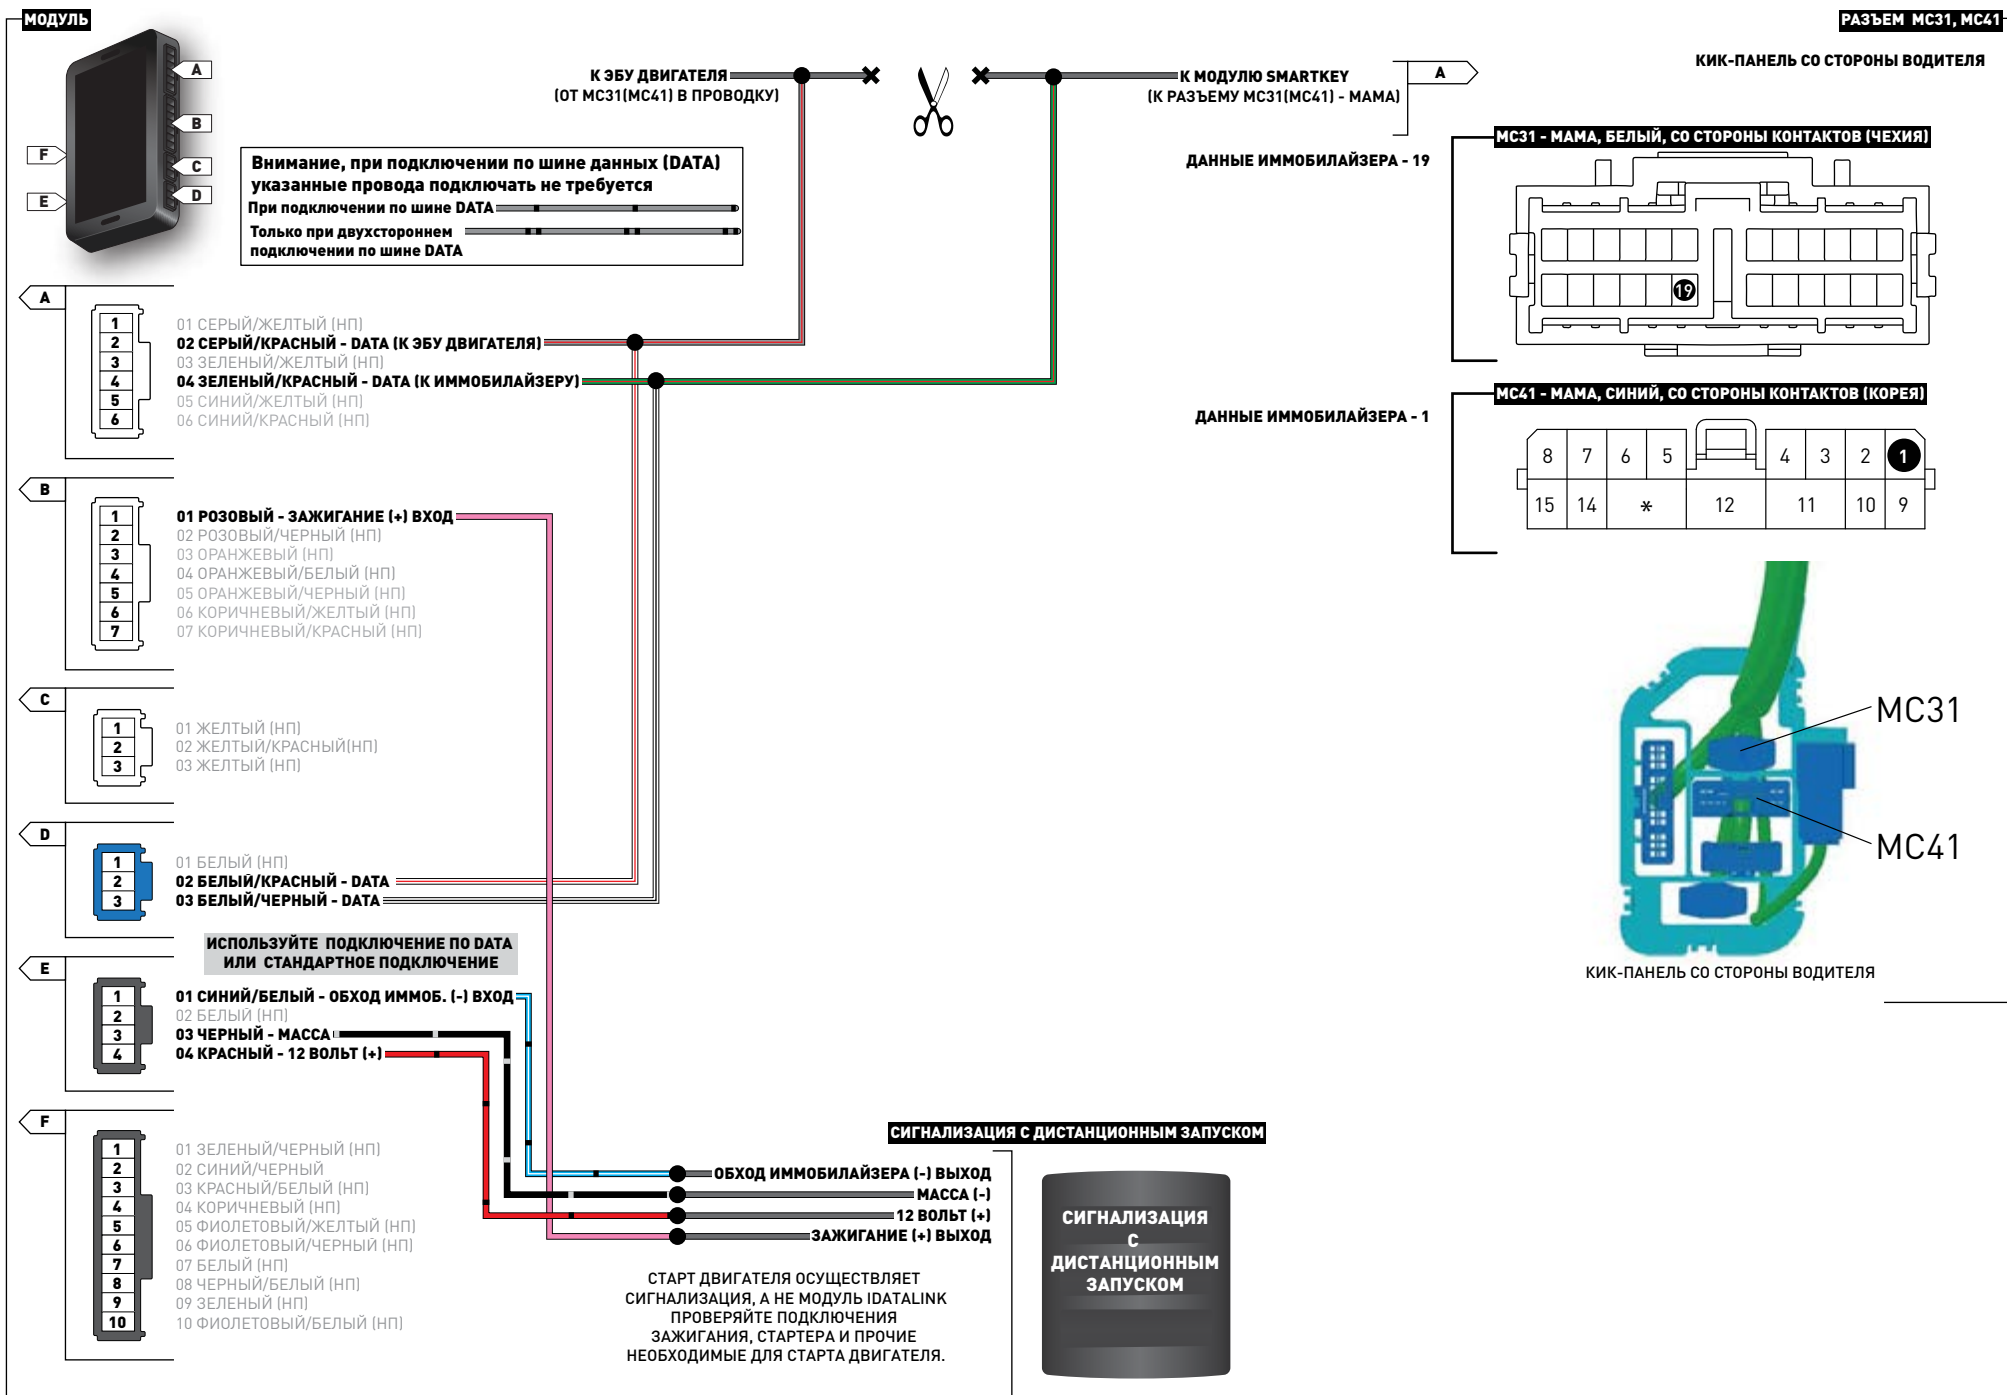 МОДУЛЬ
РАЗЪЕМ МС31, МС41
КИК-ПАНЕЛЬ СО СТОРОНЫ ВОДИТЕЛЯ
A
B
C
D
F
E
К ЭБУ ДВИГАТЕЛЯ
(ОТ МС31(МС41) В ПРОВОДКУ)
К МОДУЛЮ SMARTKEY
(К РАЗЪЕМУ МС31(МС41) - МАМА)
A
Внимание, при подключении по шине данных (DATA)
указанные провода подключать не требуется
При подключении по шине DATA
Только при двухстороннем
подключении по шине DATA
ДАННЫЕ ИММОБИЛАЙЗЕРА - 19
МС31 - МАМА, БЕЛЫЙ, СО СТОРОНЫ КОНТАКТОВ (ЧЕХИЯ)
19
ДАННЫЕ ИММОБИЛАЙЗЕРА - 1
МС41 - МАМА, СИНИЙ, СО СТОРОНЫ КОНТАКТОВ (КОРЕЯ)
8 7 6 5 4 3 2 1
15 14 * 12 11 10 9
MC31
MC41
КИК-ПАНЕЛЬ СО СТОРОНЫ ВОДИТЕЛЯ
A
1 01 СЕРЫЙ/ЖЕЛТЫЙ (НП)
2 02 СЕРЫЙ/КРАСНЫЙ - DATA (К ЭБУ ДВИГАТЕЛЯ)
3 03 ЗЕЛЕНЫЙ/ЖЕЛТЫЙ (НП)
4 04 ЗЕЛЕНЫЙ/КРАСНЫЙ - DATA (К ИММОБИЛАЙЗЕРУ)
5 05 СИНИЙ/ЖЕЛТЫЙ (НП)
6 06 СИНИЙ/КРАСНЫЙ (НП)
B
1 01 РОЗОВЫЙ - ЗАЖИГАНИЕ (+) ВХОД
2 02 РОЗОВЫЙ/ЧЕРНЫЙ (НП)
3 03 ОРАНЖЕВЫЙ (НП)
4 04 ОРАНЖЕВЫЙ/БЕЛЫЙ (НП)
5 05 ОРАНЖЕВЫЙ/ЧЕРНЫЙ (НП)
6 06 КОРИЧНЕВЫЙ/ЖЕЛТЫЙ (НП)
7 07 КОРИЧНЕВЫЙ/КРАСНЫЙ (НП)
C
1 01 ЖЕЛТЫЙ (НП)
2 02 ЖЕЛТЫЙ/КРАСНЫЙ(НП)
3 03 ЖЕЛТЫЙ (НП)
D
1 01 БЕЛЫЙ (НП)
2 02 БЕЛЫЙ/КРАСНЫЙ - DATA
3 03 БЕЛЫЙ/ЧЕРНЫЙ - DATA
ИСПОЛЬЗУЙТЕ ПОДКЛЮЧЕНИЕ ПО DATA
ИЛИ СТАНДАРТНОЕ ПОДКЛЮЧЕНИЕ
E
1 01 СИНИЙ/БЕЛЫЙ - ОБХОД ИММОБ. (-) ВХОД
2 02 БЕЛЫЙ (НП)
3 03 ЧЕРНЫЙ - МАССА
4 04 КРАСНЫЙ - 12 ВОЛЬТ (+)
F
1 01 ЗЕЛЕНЫЙ/ЧЕРНЫЙ (НП)
2 02 СИНИЙ/ЧЕРНЫЙ
3 03 КРАСНЫЙ/БЕЛЫЙ (НП)
4 04 КОРИЧНЕВЫЙ (НП)
5 05 ФИОЛЕТОВЫЙ/ЖЕЛТЫЙ (НП)
6 06 ФИОЛЕТОВЫЙ/ЧЕРНЫЙ (НП)
7 07 БЕЛЫЙ (НП)
8 08 ЧЕРНЫЙ/БЕЛЫЙ (НП)
9 09 ЗЕЛЕНЫЙ (НП)
10 10 ФИОЛЕТОВЫЙ/БЕЛЫЙ (НП)
СИГНАЛИЗАЦИЯ С ДИСТАНЦИОННЫМ ЗАПУСКОМ
ОБХОД ИММОБИЛАЙЗЕРА (-) ВЫХОД
МАССА (-)
12 ВОЛЬТ (+)
ЗАЖИГАНИЕ (+) ВЫХОД
СИГНАЛИЗАЦИЯ
С
ДИСТАНЦИОННЫМ
ЗАПУСКОМ
СТАРТ ДВИГАТЕЛЯ ОСУЩЕСТВЛЯЕТ
СИГНАЛИЗАЦИЯ, А НЕ МОДУЛЬ IDATALINK
ПРОВЕРЯЙТЕ ПОДКЛЮЧЕНИЯ
ЗАЖИГАНИЯ, СТАРТЕРА И ПРОЧИЕ
НЕОБХОДИМЫЕ ДЛЯ СТАРТА ДВИГАТЕЛЯ.